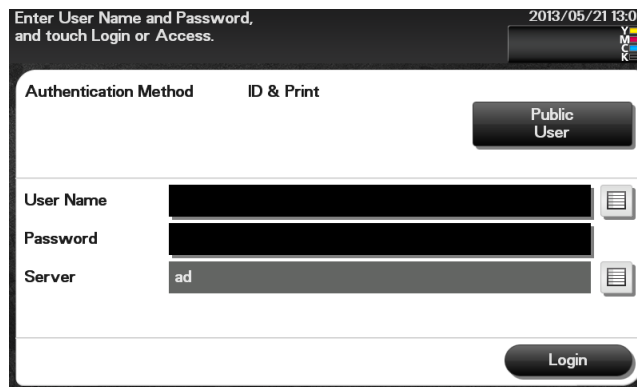 Enter User Name and Password,
and touch Login or Access.
2013/05/21 13:0
Y
M
C
K
Authentication Method ID & Print
Public
User
User Name
Password
Server ad
Login